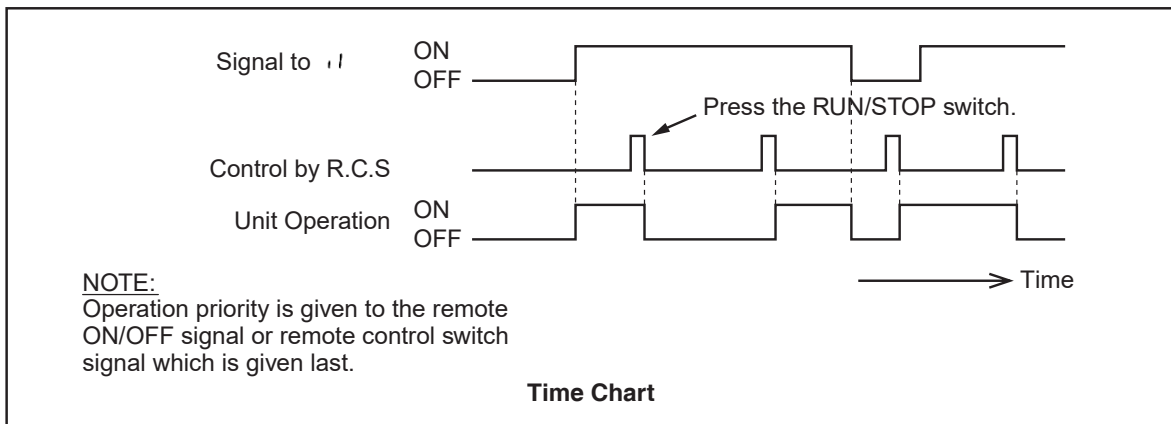 Signal to
ON
OFF
Press the RUN/STOP switch.
Control by R.C.S
Unit Operation
ON
OFF
Time
NOTE:
Operation priority is given to the remote
ON/OFF signal or remote control switch
signal which is given last.
Time Chart